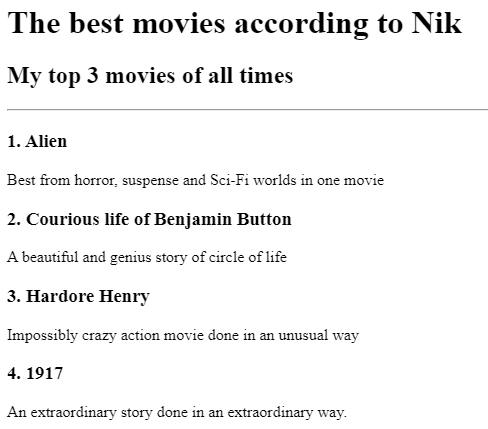 The best movies according to Nik
My top 3 movies of all times
1. Alien
Best from horror, suspense and Sci-Fi worlds in one movie
2. Courious life of Benjamin Button
A beautiful and genius story of circle of life
3. Hardore Henry
Impossibly crazy action movie done in an unusual way
4. 1917
An extraordinary story done in an extraordinary way.